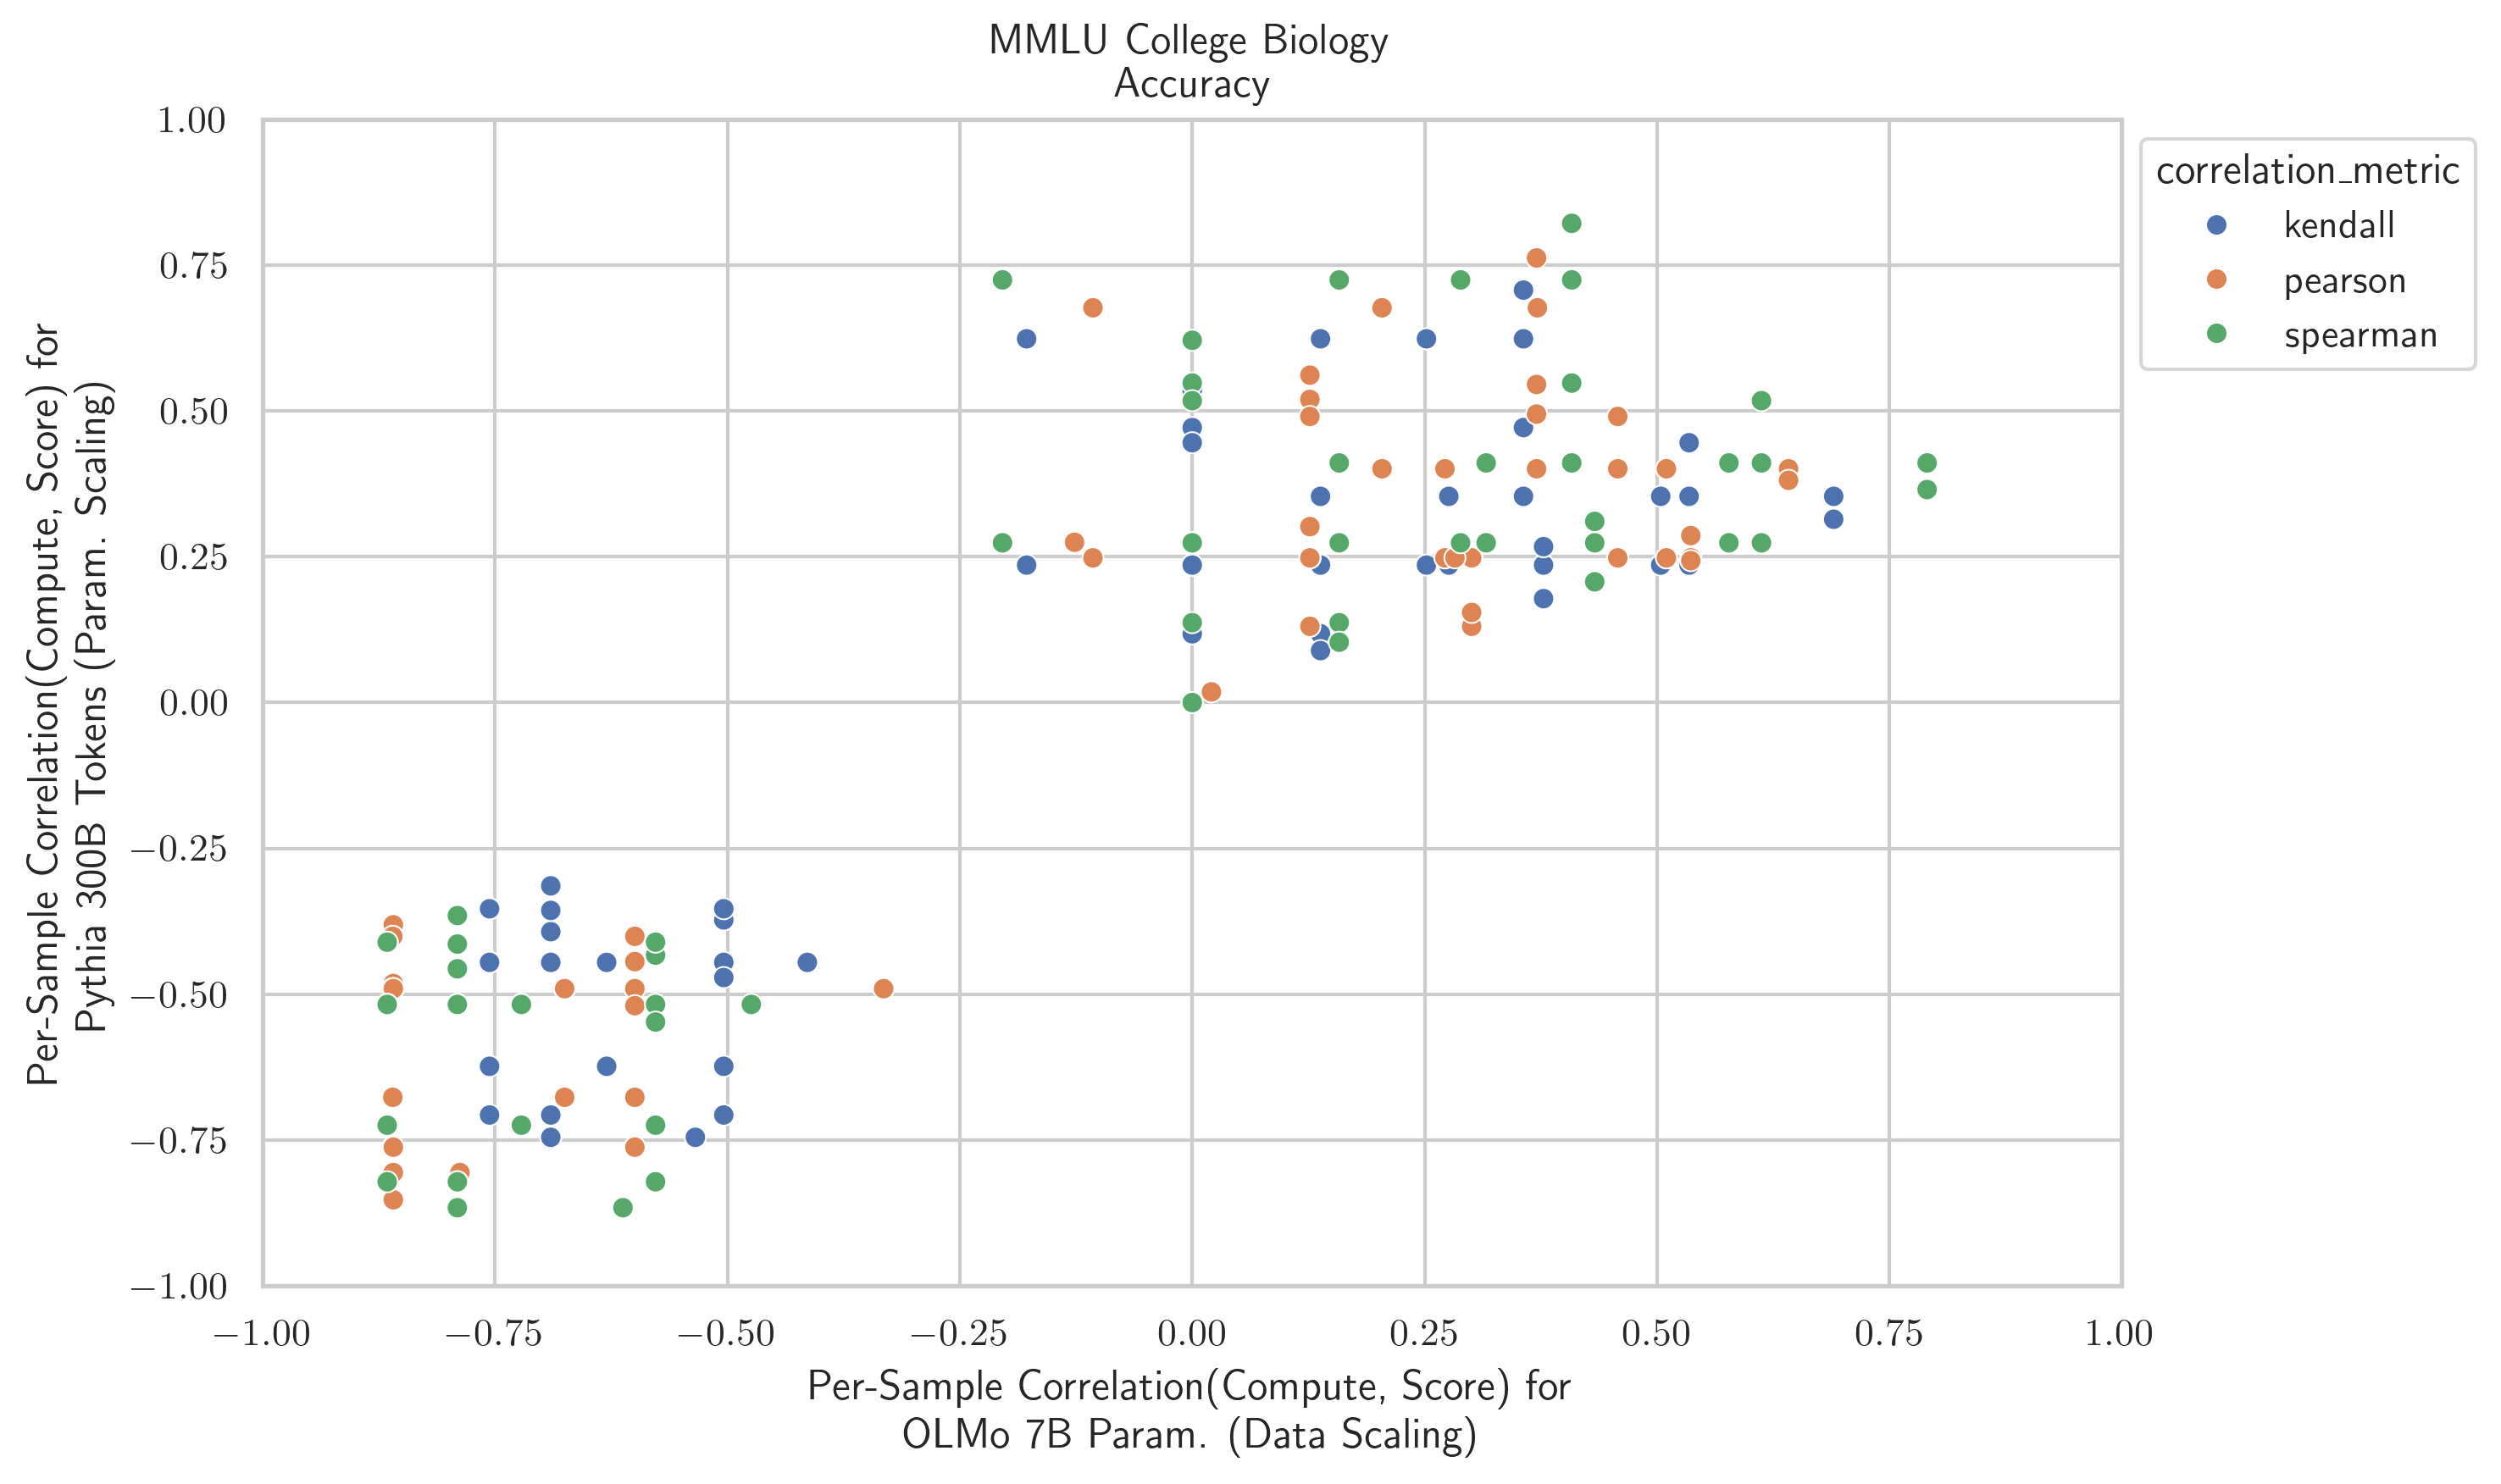 MMLU College Biology
Accuracy
1.00
0.75
0.50
0.25
0.00
−0.25
−0.50
−0.75
−1.00
Per-Sample Correlation(Compute, Score) for
Pythia 300B Tokens (Param. Scaling)
−1.00 −0.75 −0.50 −0.25 0.00 0.25 0.50 0.75 1.00
Per-Sample Correlation(Compute, Score) for
OLMo 7B Param. (Data Scaling)
correlation_metric
kendall
pearson
spearman